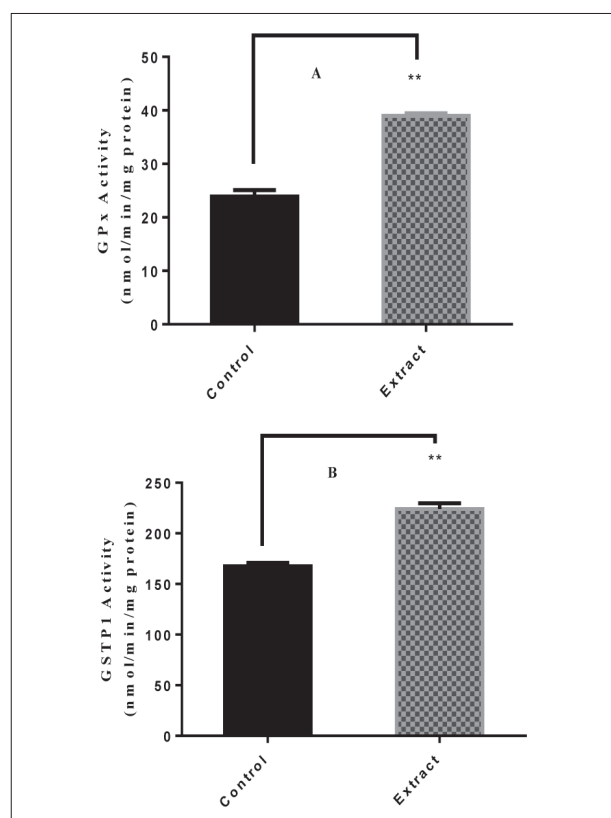 A
**
50
40
30
20
10
0
GPx Activity
(nmol/min/mg protein)
Control
Extract
B
**
250
200
150
100
50
0
GSTP1 Activity
(nmol/min/mg protein)
Control
Extract